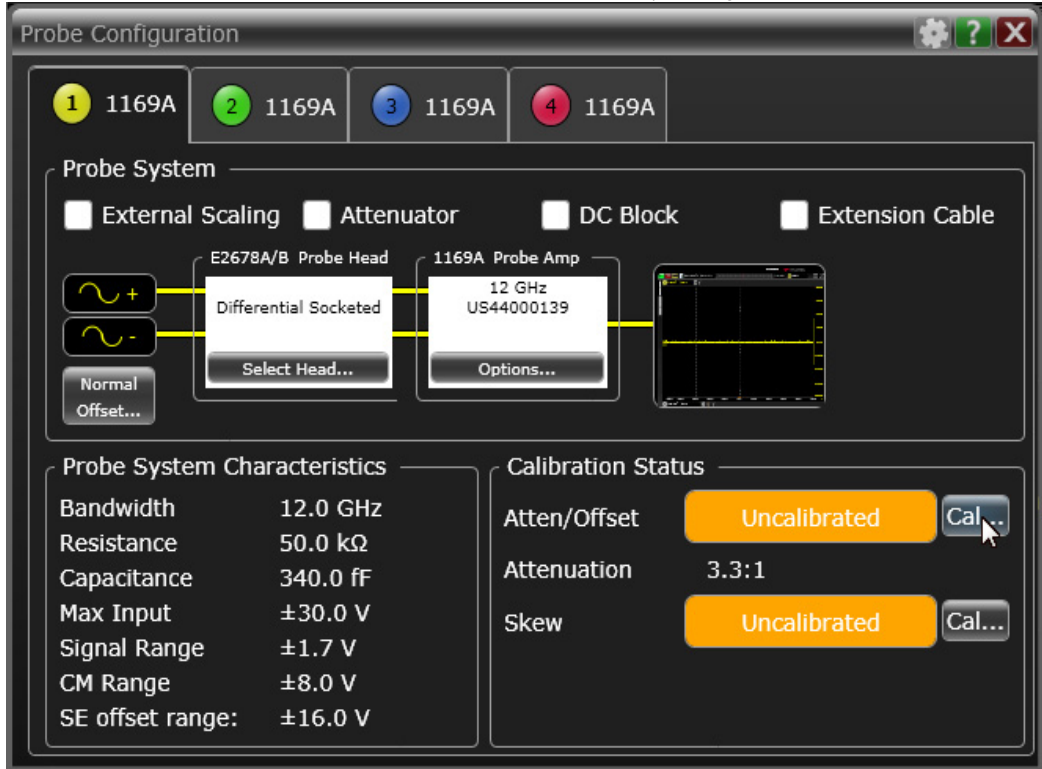 Probe Configuration
?
X
1 1169A 2 1169A 3 1169A 4 1169A
Probe System
External Scaling Attenuator DC Block Extension Cable
E2678A/B Probe Head 1169A Probe Amp
+
Differential Socketed
12 GHz
US44000139
-
Select Head... Options...
Normal
Offset...
Probe System Characteristics
Bandwidth 12.0 GHz
Resistance 50.0 kΩ
Capacitance 340.0 fF
Max Input ±30.0 V
Signal Range ±1.7 V
CM Range ±8.0 V
SE offset range: ±16.0 V
Calibration Status
Atten/Offset Uncalibrated Cal...
Attenuation 3.3:1
Skew Uncalibrated Cal...